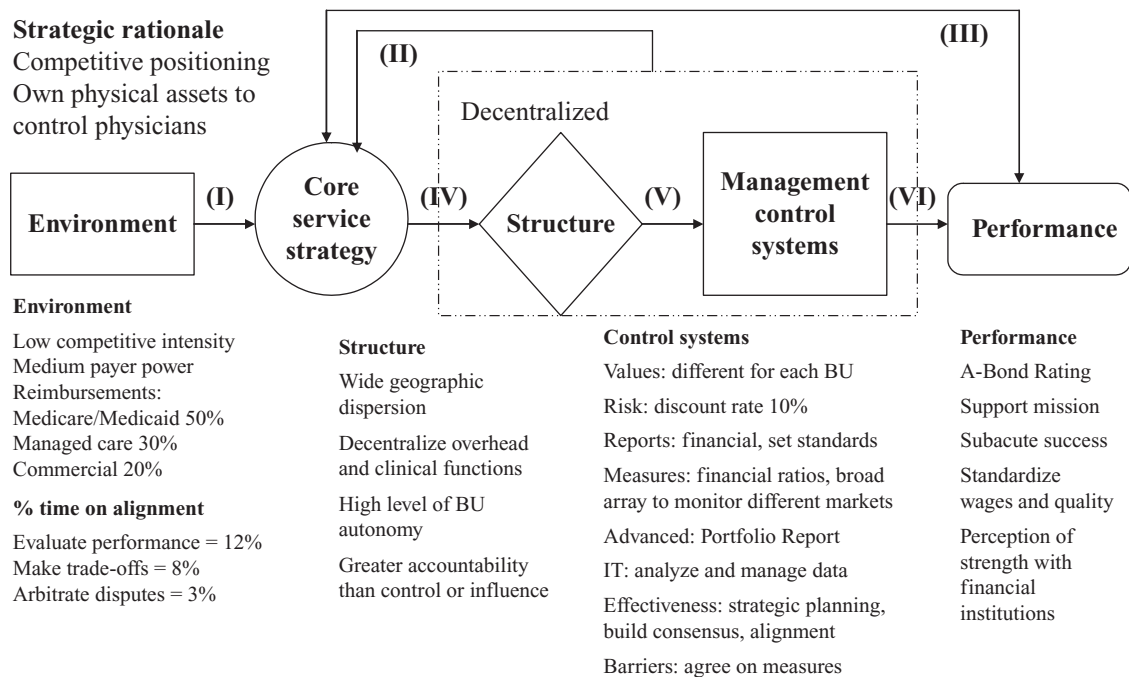 Strategic rationale
Competitive positioning
Own physical assets to
control physicians
(II)
(III)
Decentralized
Environment
(I)
Core
service
strategy
(IV)
Structure
(V)
Management
control
systems
(VI)
Performance
Environment
Low competitive intensity
Medium payer power
Reimbursements:
Medicare/Medicaid 50%
Managed care 30%
Commercial 20%
% time on alignment
Evaluate performance = 12%
Make trade-offs = 8%
Arbitrate disputes = 3%
Structure
Wide geographic
dispersion
Decentralize overhead
and clinical functions
High level of BU
autonomy
Greater accountability
than control or influence
Control systems
Values: different for each BU
Risk: discount rate 10%
Reports: financial, set standards
Measures: financial ratios, broad
array to monitor different markets
Advanced: Portfolio Report
IT: analyze and manage data
Effectiveness: strategic planning,
build consensus, alignment
Barriers: agree on measures
Performance
A-Bond Rating
Support mission
Subacute success
Standardize
wages and quality
Perception of
strength with
financial
institutions